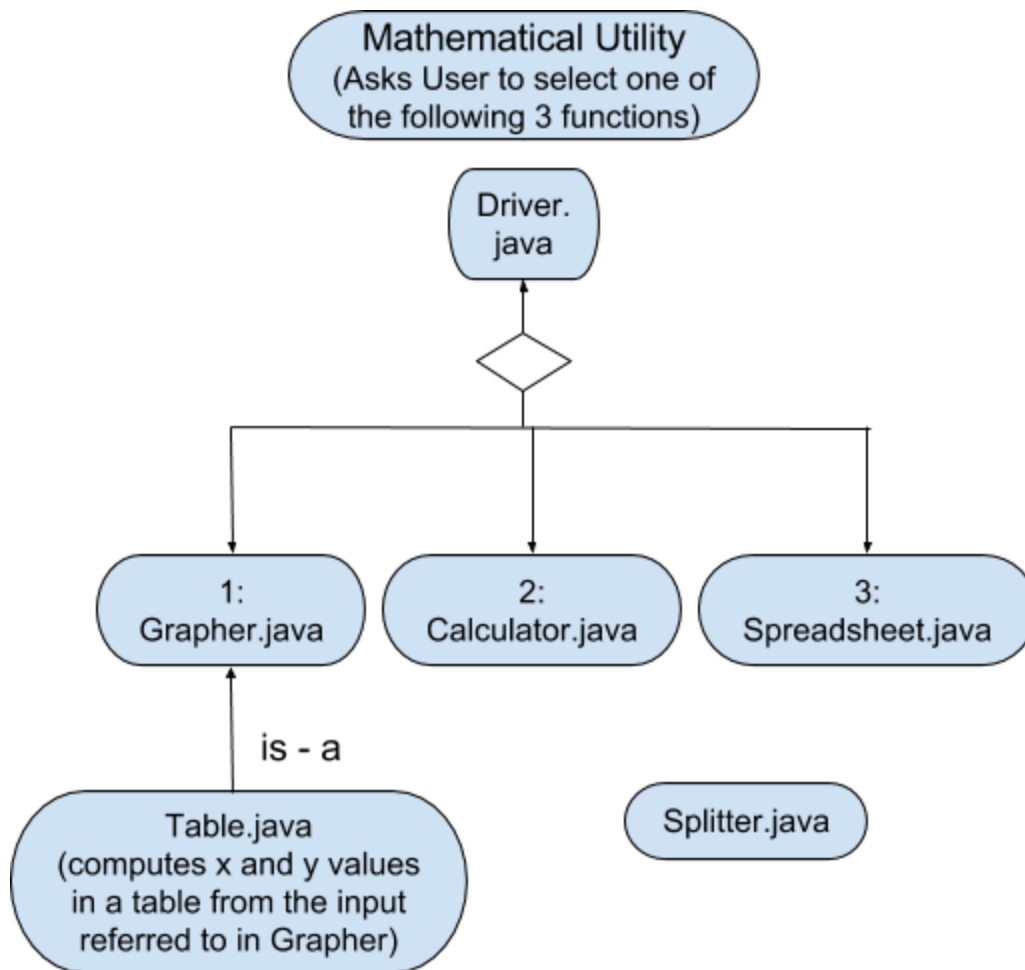 Mathematical Utility
(Asks User to select one of
the following 3 functions)
Driver.
java
1:
Grapher.java
2:
Calculator.java
3:
Spreadsheet.java
is - a
Table.java
(computes x and y values
in a table from the input
referred to in Grapher)
Splitter.java